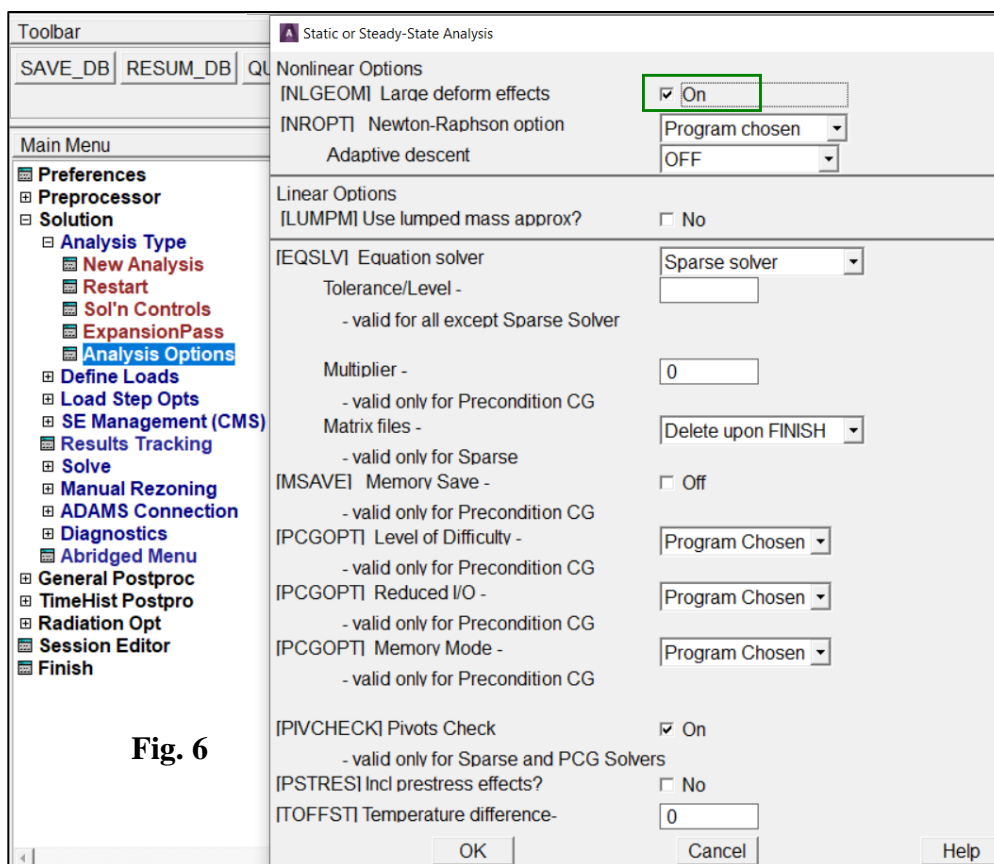 Toolbar
SAVE_DB RESUM_DB QU
Main Menu
Preferences
Preprocessor
Solution
Analysis Type
New Analysis
Restart
Sol'n Controls
ExpansionPass
Analysis Options
Define Loads
Load Step Opts
SE Management (CMS)
Results Tracking
Solve
Manual Rezoning
ADAMS Connection
Diagnostics
Abridged Menu
General Postproc
TimeHist Postpro
Radiation Opt
Session Editor
Finish
Fig. 6
A Static or Steady-State Analysis
Nonlinear Options
[NLGEOM] Large deform effects On
[NROPT] Newton-Raphson option Program chosen
Adaptive descent OFF
Linear Options
[LUMPM] Use lumped mass approx? No
[EQSLV] Equation solver Sparse solver
Tolerance/Level -
- valid for all except Sparse Solver
Multiplier - 0
- valid only for Precondition CG
Matrix files - Delete upon FINISH
- valid only for Sparse
[MSAVE] Memory Save - Off
- valid only for Precondition CG
[PCGOPT] Level of Difficulty - Program Chosen
- valid only for Precondition CG
[PCGOPT] Reduced I/O - Program Chosen
- valid only for Precondition CG
[PCGOPT] Memory Mode - Program Chosen
- valid only for Precondition CG
[PIVCHECK] Pivots Check On
- valid only for Sparse and PCG Solvers
[PSTRES] Incl prestress effects? No
[TOFFST] Temperature difference- 0
OK Cancel Help